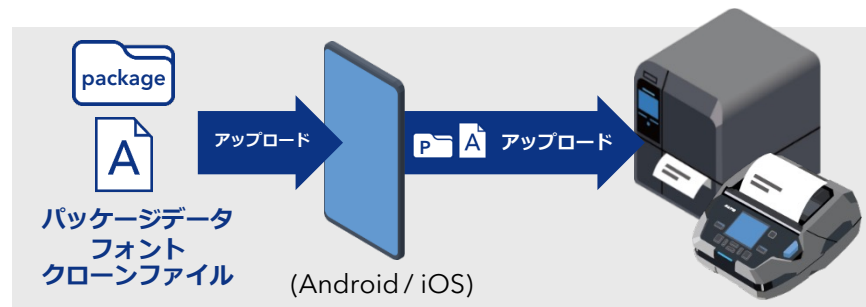 package
A
パッケージデータ
フォント
クローンファイル
アップロード
(Android / iOS)
P
A
アップロード